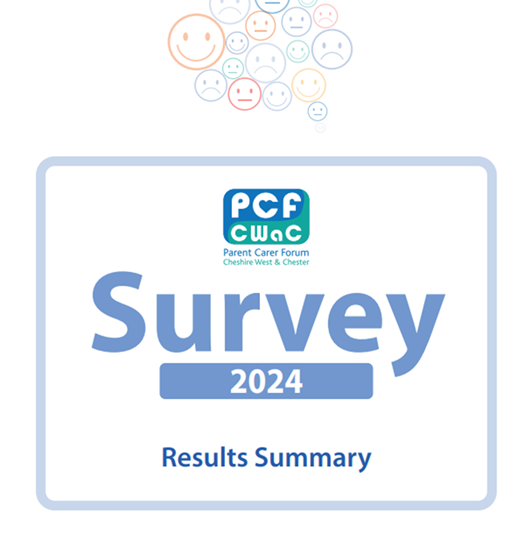 PCF
CWaC
Parent Carer Forum
Cheshire West & Chester
Survey
2024
Results Summary